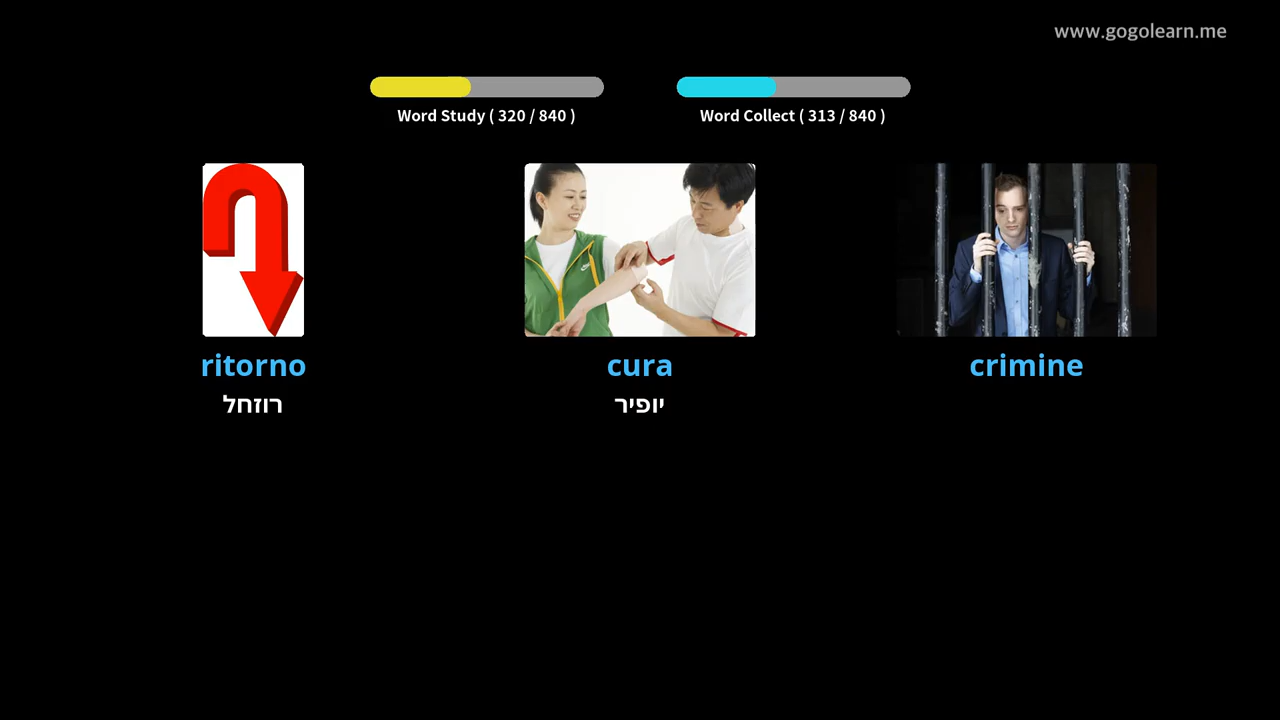 www.gogolearn.me
Word Study ( 320 / 840 )
Word Collect ( 313 / 840 )
ritorno
רוזחל
cura
יופיר
crimine